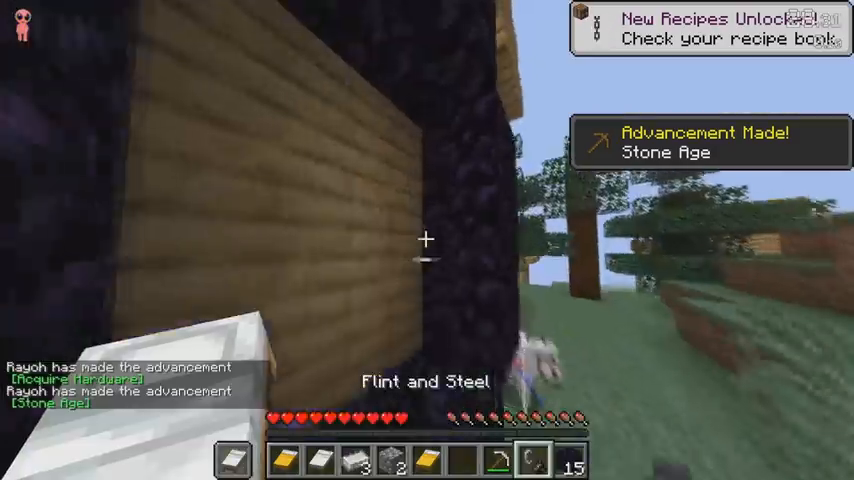 New Recipes Unlocked!
Check your recipe book
Advancement Made!
Stone Age
Rayoh has made the advancement
[Acquire Hardware]
Rayoh has made the advancement
[Stone Age]
Flint and Steel
3
2
15